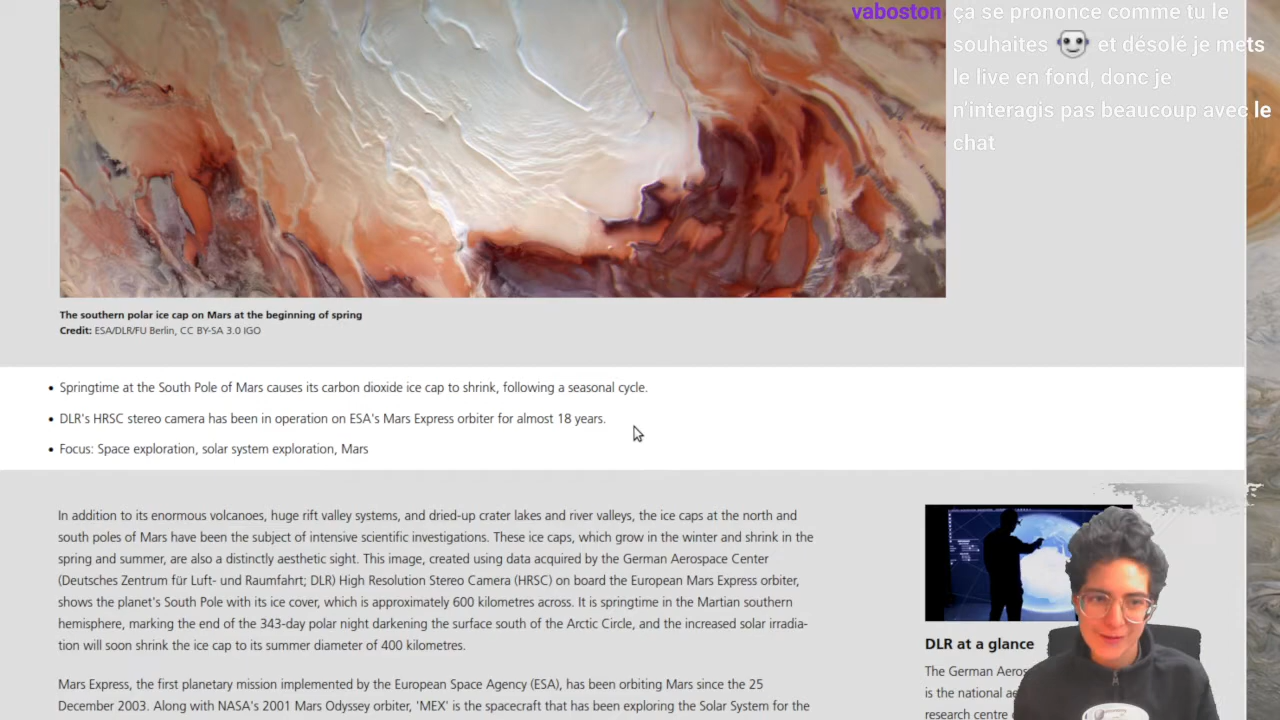 vaboston ça se prononce comme tu le
souhaites et désolé je mets
le live en fond, donc je
n'interagis pas beaucoup avec le
chat
The southern polar ice cap on Mars at the beginning of spring
Credit: ESA/DLR/FU Berlin, CC BY-SA 3.0 IGO
• Springtime at the South Pole of Mars causes its carbon dioxide ice cap to shrink, following a seasonal cycle.
• DLR's HRSC stereo camera has been in operation on ESA's Mars Express orbiter for almost 18 years.
• Focus: Space exploration, solar system exploration, Mars
In addition to its enormous volcanoes, huge rift valley systems, and dried-up crater lakes and river valleys, the ice caps at the north and
south poles of Mars have been the subject of intensive scientific investigations. These ice caps, which grow in the winter and shrink in the
spring and summer, are also a distinctly aesthetic sight. This image, created using data acquired by the German Aerospace Center
(Deutsches Zentrum für Luft- und Raumfahrt; DLR) High Resolution Stereo Camera (HRSC) on board the European Mars Express orbiter,
shows the planet's South Pole with its ice cover, which is approximately 600 kilometres across. It is springtime in the Martian southern
hemisphere, marking the end of the 343-day polar night darkening the surface south of the Arctic Circle, and the increased solar irradia-
tion will soon shrink the ice cap to its summer diameter of 400 kilometres.
Mars Express, the first planetary mission implemented by the European Space Agency (ESA), has been orbiting Mars since the 25
December 2003. Along with NASA's 2001 Mars Odyssey orbiter, 'MEX' is the spacecraft that has been exploring the Solar System for the
DLR at a glance
The German Aeros
is the national ae
research centre